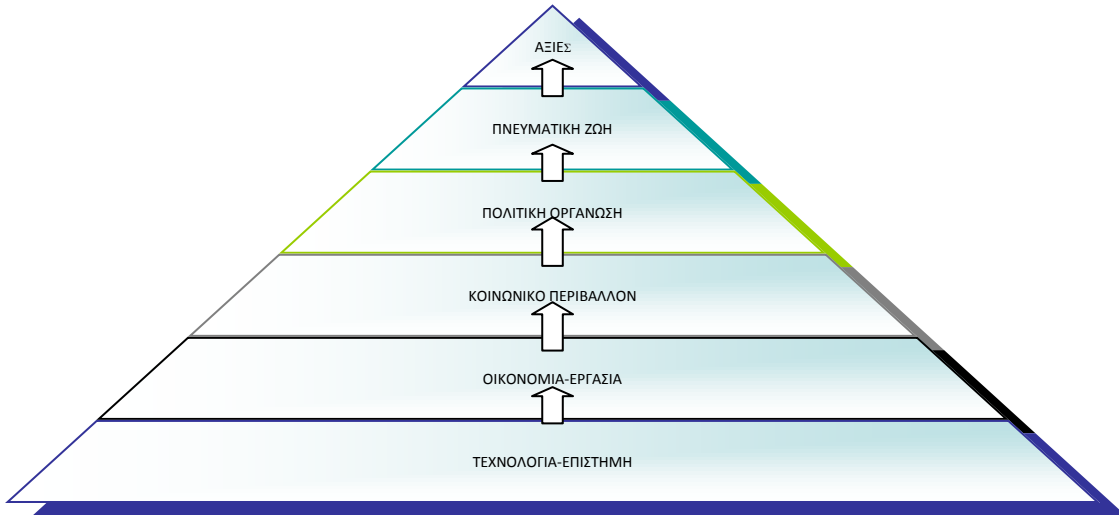 ΑΞΙΕΣ
ΠΝΕΥΜΑΤΙΚΗ ΖΩΗ
ΠΟΛΙΤΙΚΗ ΟΡΓΑΝΩΣΗ
ΚΟΙΝΩΝΙΚΟ ΠΕΡΙΒΑΛΛΟΝ
ΟΙΚΟΝΟΜΙΑ-ΕΡΓΑΣΙΑ
ΤΕΧΝΟΛΟΓΙΑ-ΕΠΙΣΤΗΜΗ